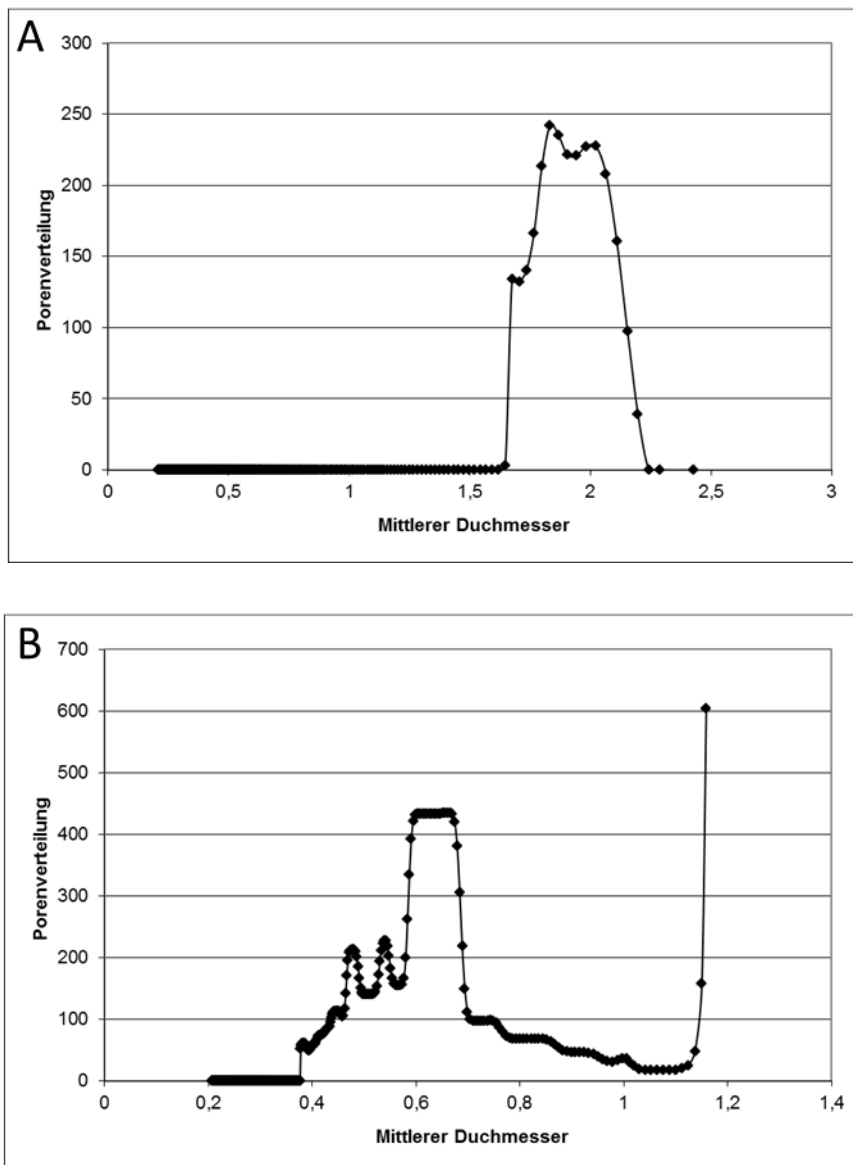 A
300
250
200
150
100
50
0
Porenverteilung
0 0,5 1 1,5 2 2,5 3
Mittlerer Duchmesser
B
700
600
500
400
300
200
100
0
Porenverteilung
0 0,2 0,4 0,6 0,8 1 1,2 1,4
Mittlerer Duchmesser